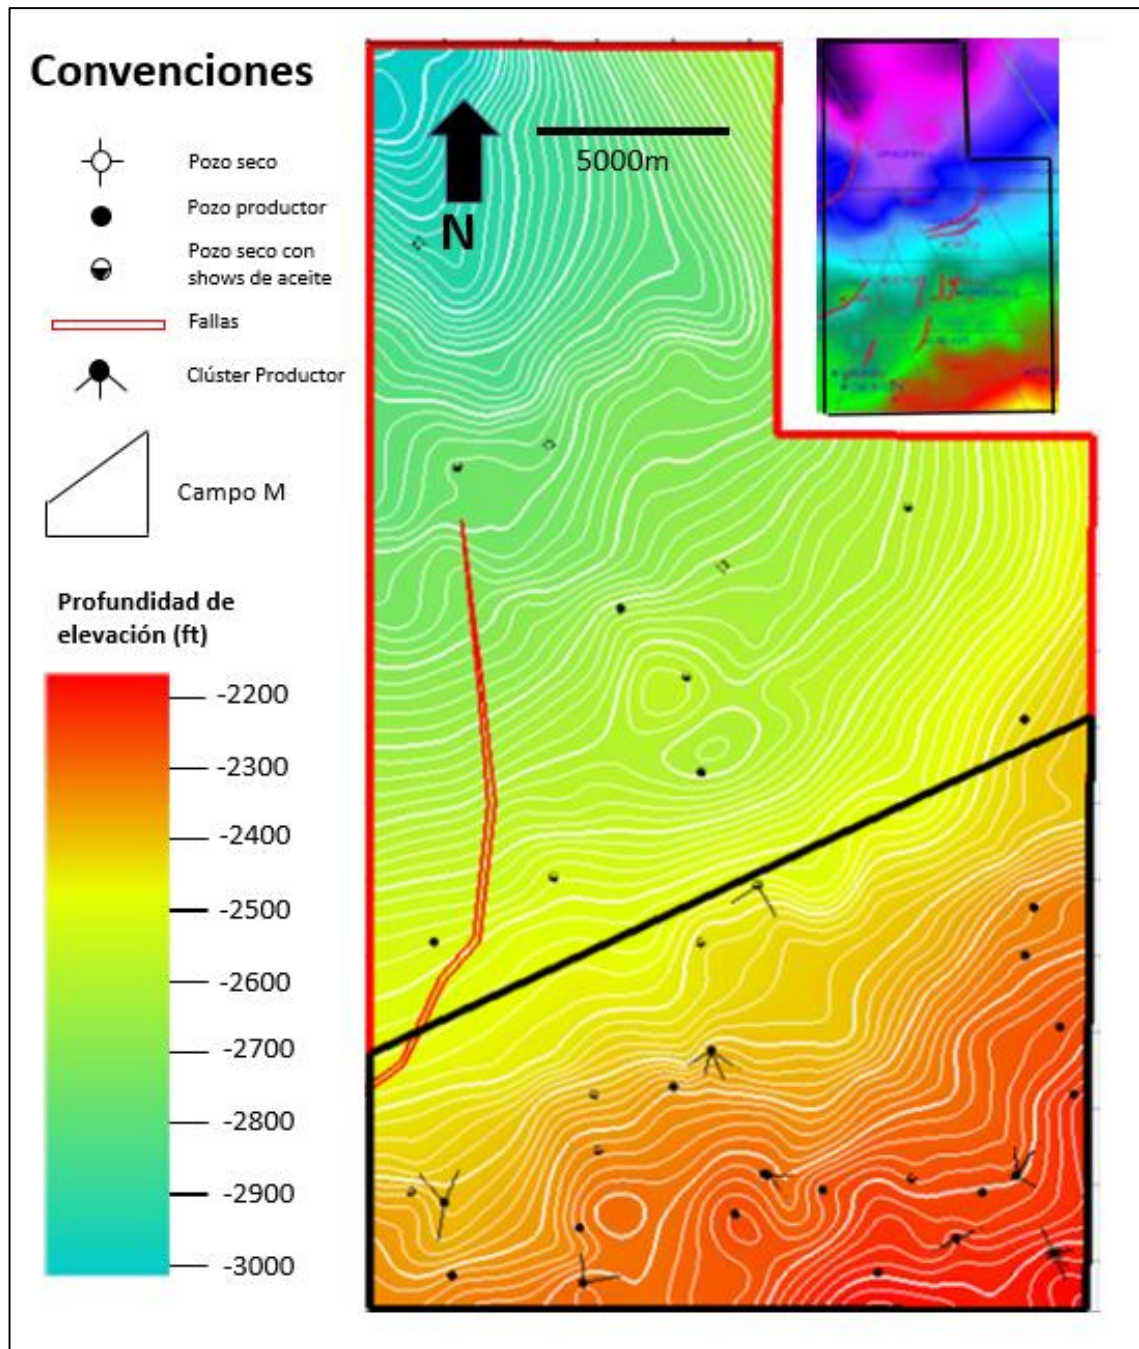 Convenciones
Pozo seco
Pozo productor
Pozo seco con
shows de aceite
Fallas
Clúster Productor
Campo M
Profundidad de
elevación (ft)
-2200
-2300
-2400
-2500
-2600
-2700
-2800
-2900
-3000
N
5000m